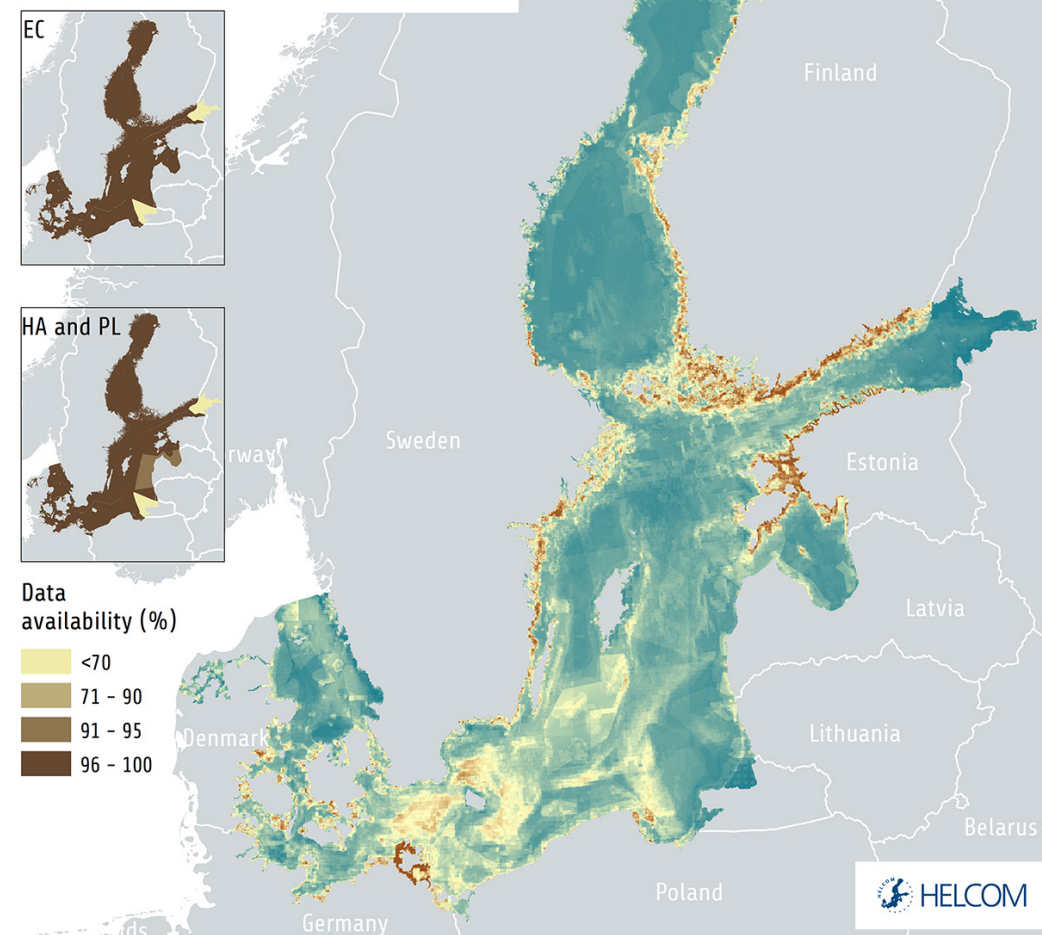 EC
Finland
HA and PL
Sweden
Estonia
Data
availability (%)
<70
71 - 90
91 - 95
96 - 100
Latvia
Lithuania
Denmark
Belarus
Poland
Germany
HELCOM
HELCOM